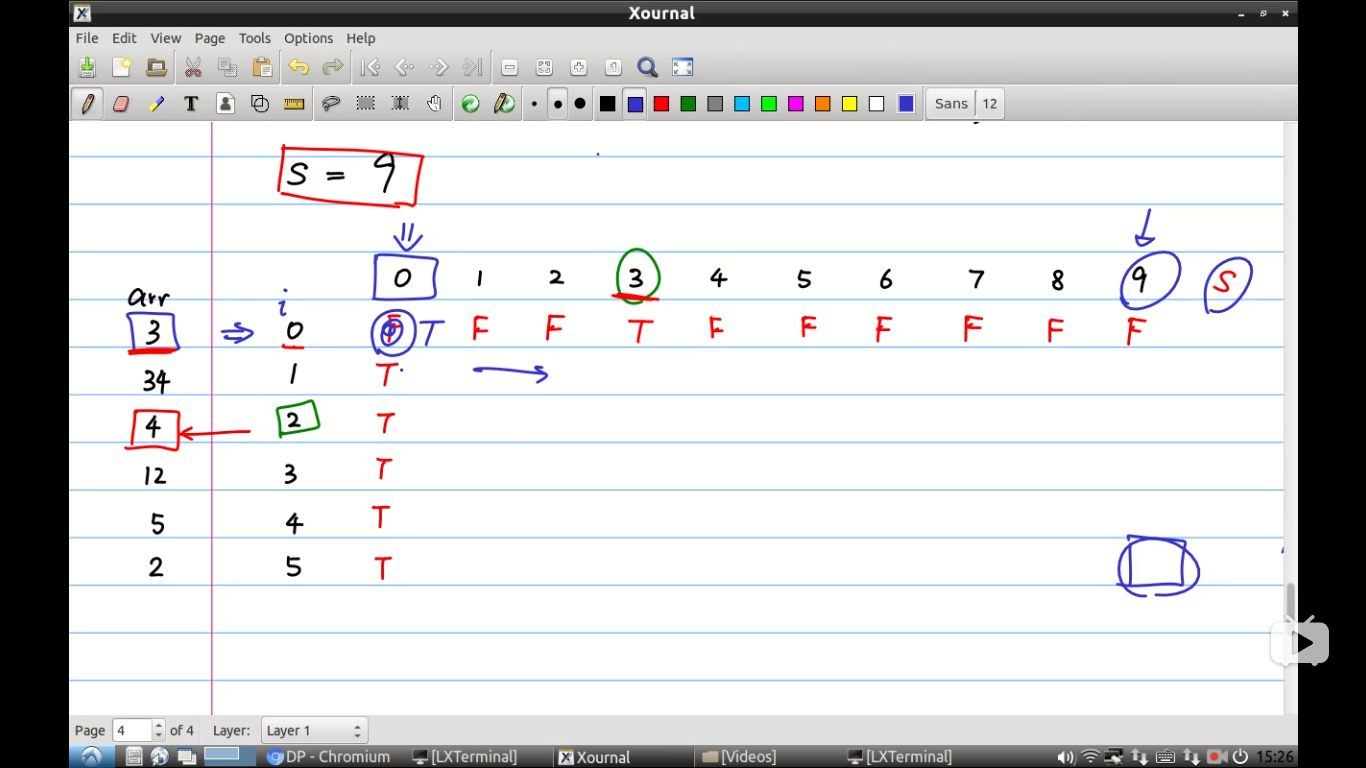 Xournal
File Edit View Page Tools Options Help
T Sans 12
S = 9
0 1 2 3 4 5 6 7 8 9 S
arr i
3 0 T F F T F F F F F F
34 1 T
4 2 T
12 3 T
5 4 T
2 5 T
Page 4 of 4 Layer: Layer 1
DP - Chromium [LXTerminal] Xournal [Videos] [LXTerminal] 15:26